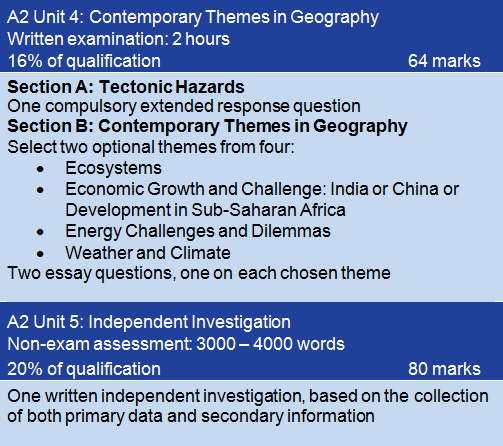 A2 Unit 4: Contemporary Themes in Geography
Written examination: 2 hours
16% of qualification 64 marks
Section A: Tectonic Hazards
One compulsory extended response question
Section B: Contemporary Themes in Geography
Select two optional themes from four:
• Ecosystems
• Economic Growth and Challenge: India or China or
Development in Sub-Saharan Africa
• Energy Challenges and Dilemmas
• Weather and Climate
Two essay questions, one on each chosen theme
A2 Unit 5: Independent Investigation
Non-exam assessment: 3000 – 4000 words
20% of qualification 80 marks
One written independent investigation, based on the collection
of both primary data and secondary information